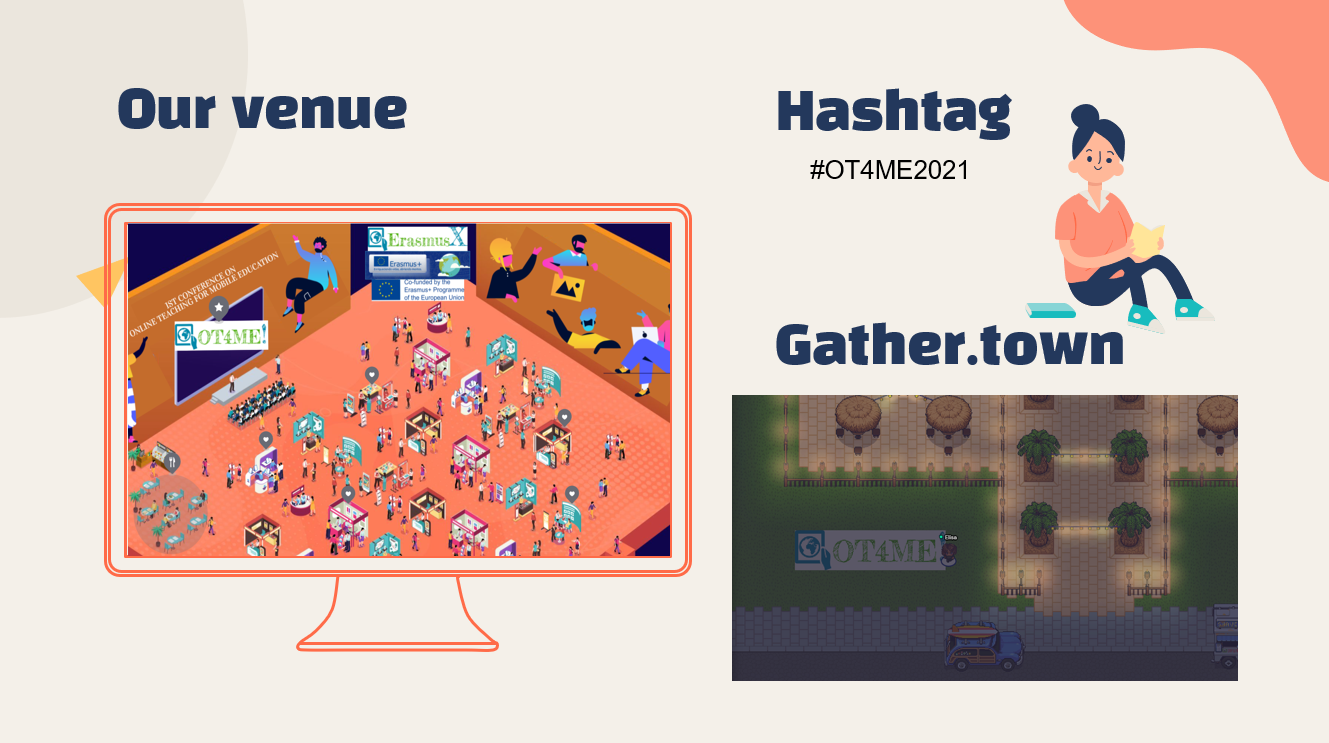 Our venue
Hashtag
#OT4ME2021
ErasmusX
Erasmus+
Co-funded by the
Erasmus+ Programme
of the European Union
1ST CONFERENCE ON
ONLINE TEACHING FOR MOBILE EDUCATION
OT4ME!
Gather.town
OT4ME
Elisa